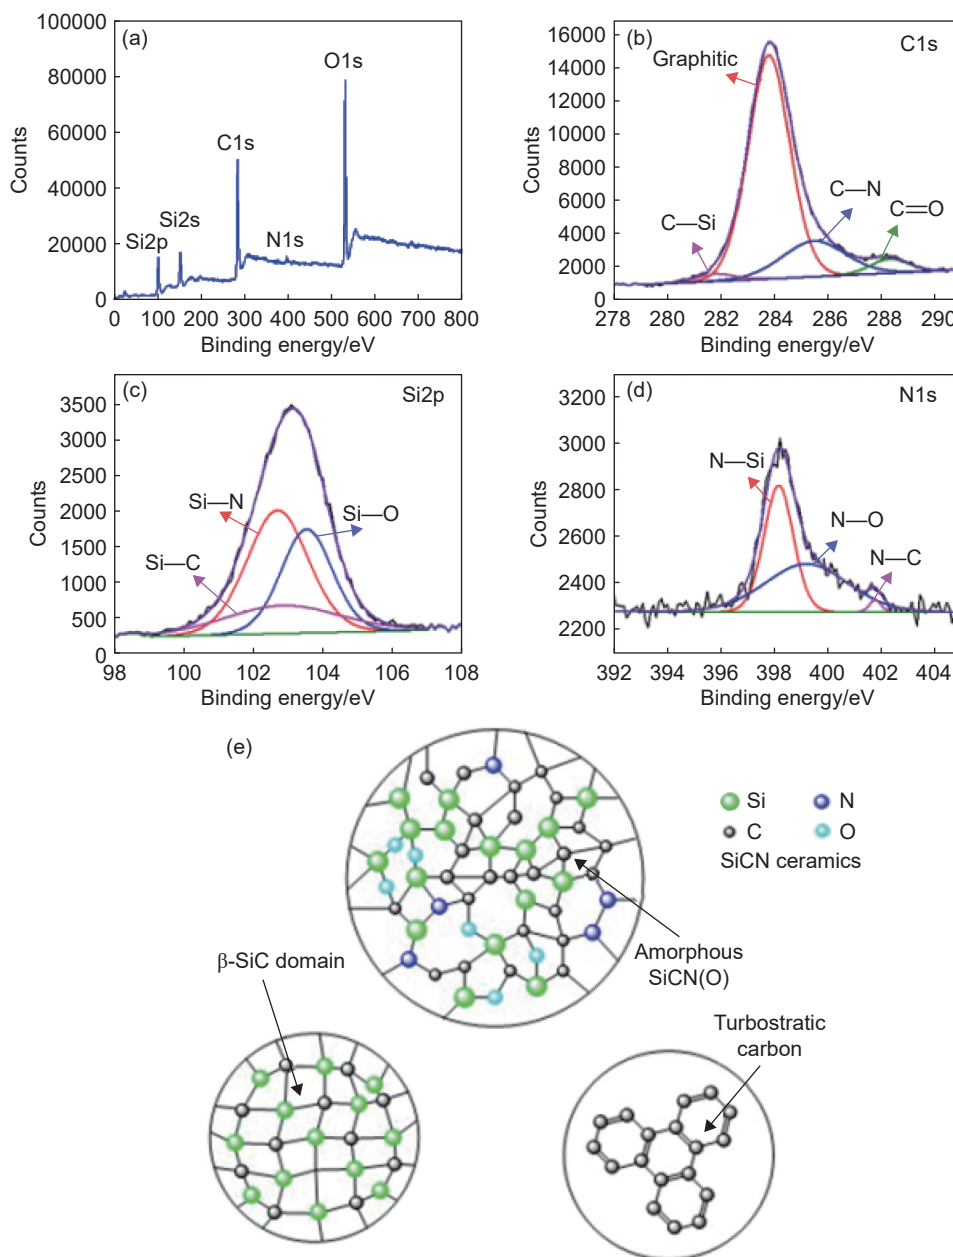 (a)
100000
80000
60000
40000
20000
0
Counts
O1s
C1s
Si2s
Si2p
N1s
0 100 200 300 400 500 600 700 800
Binding energy/eV
(b)
C1s
16000
14000
12000
10000
8000
6000
4000
2000
0
Counts
Graphitic
C—N
C=O
C—Si
278 280 282 284 286 288 290
Binding energy/eV
(c)
Si2p
3500
3000
2500
2000
1500
1000
500
0
Counts
Si—N
Si—O
Si—C
98 100 102 104 106 108
Binding energy/eV
(d)
N1s
3200
3000
2800
2600
2400
2200
Counts
N—Si
N—O
N—C
392 394 396 398 400 402 404
Binding energy/eV
(e)
Si N
C O
SiCN ceramics
Amorphous
SiCN(O)
β-SiC domain
Turbostratic
carbon